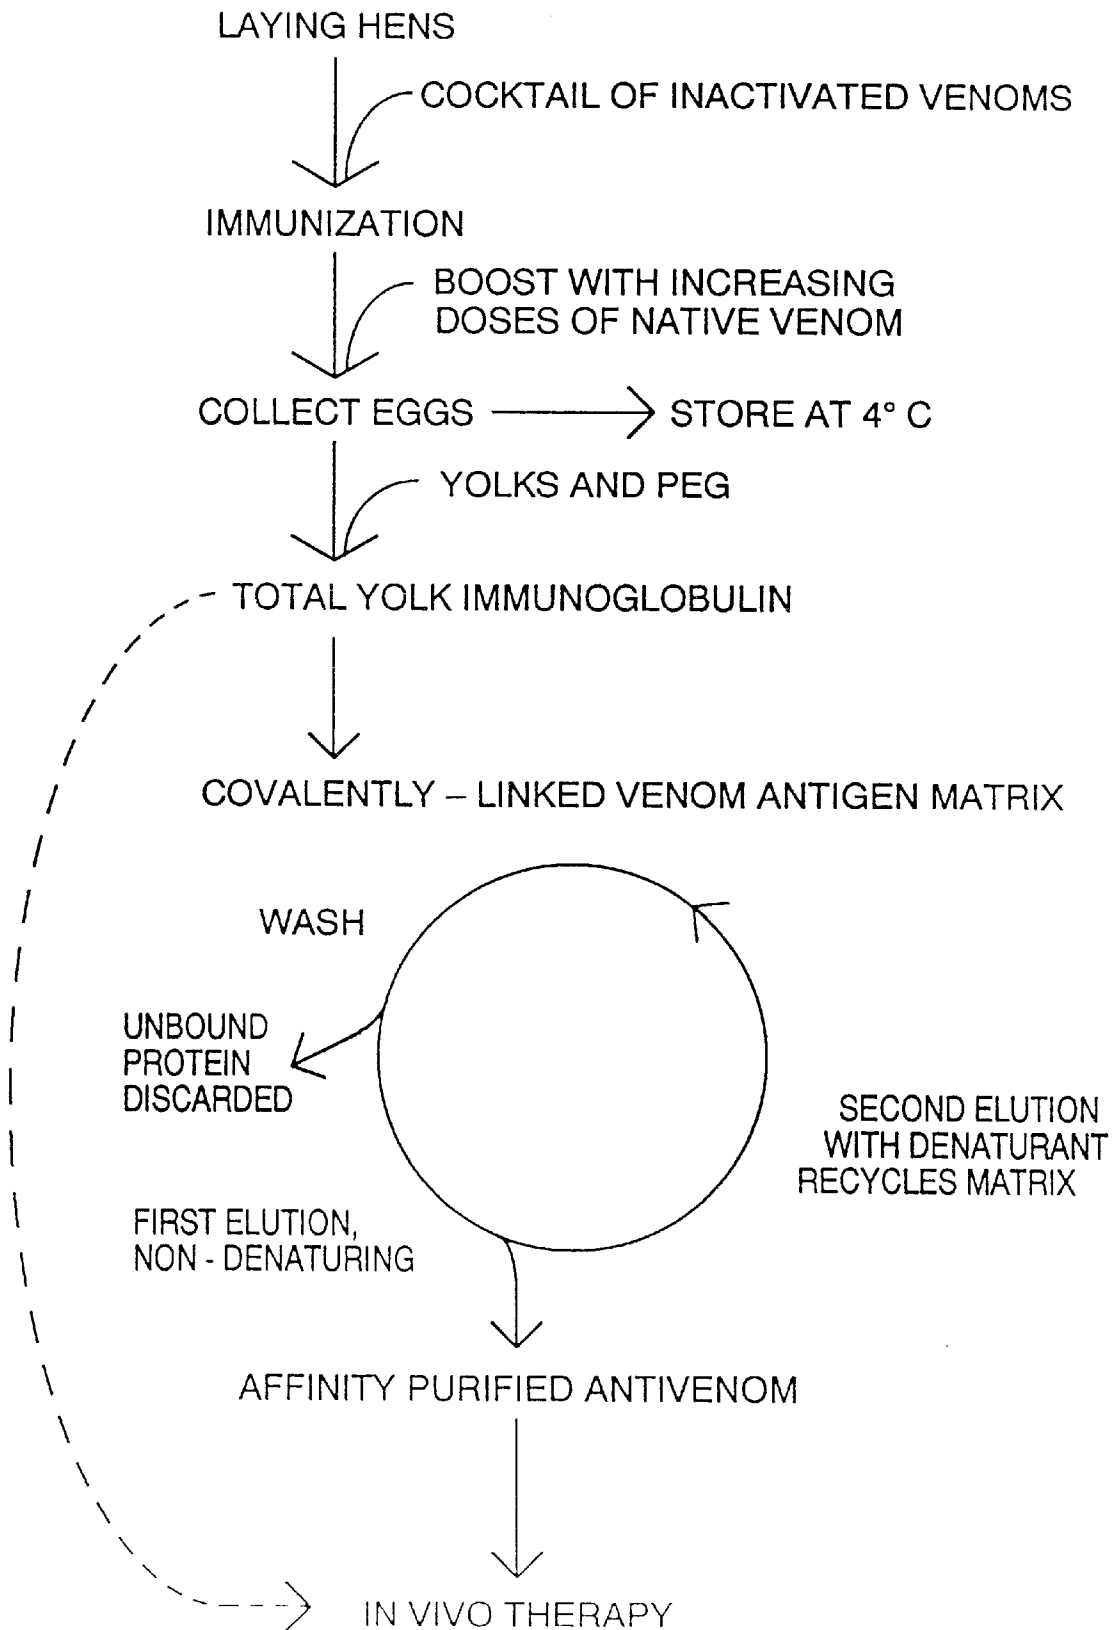 LAYING HENS
COCKTAIL OF INACTIVATED VENOMS
IMMUNIZATION
BOOST WITH INCREASING
DOSES OF NATIVE VENOM
COLLECT EGGS
STORE AT 4° C
YOLKS AND PEG
TOTAL YOLK IMMUNOGLOBULIN
COVALENTLY – LINKED VENOM ANTIGEN MATRIX
WASH
UNBOUND
PROTEIN
DISCARDED
SECOND ELUTION
WITH DENATURANT
RECYCLES MATRIX
FIRST ELUTION,
NON - DENATURING
AFFINITY PURIFIED ANTIVENOM
IN VIVO THERAPY